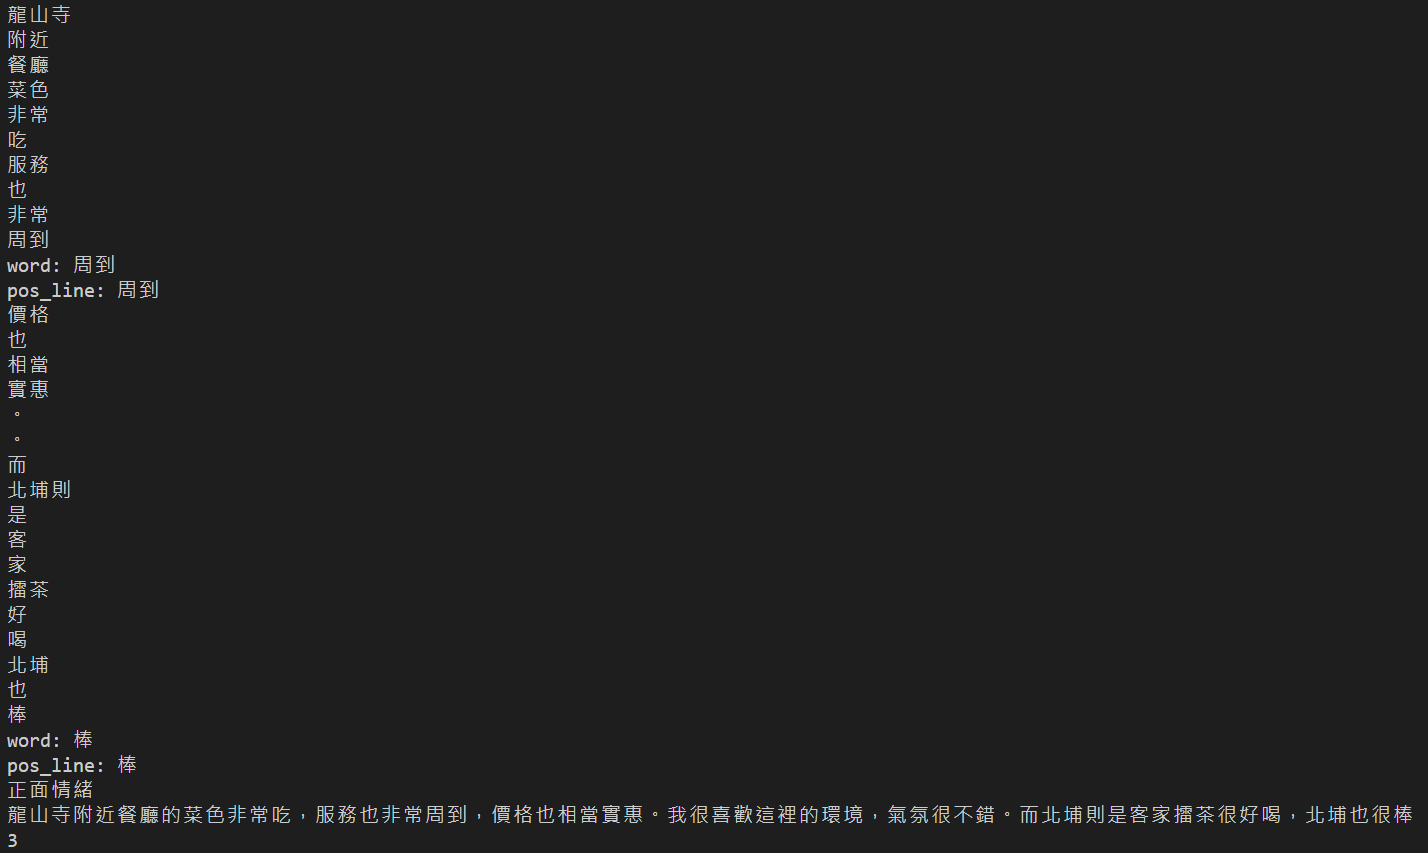 龍山寺
附近
餐廳
菜色
非常
吃
服務
也
非常
周到
word: 周到
pos_line: 周到
價格
也
相當
實惠
。
。
而
北埔則
是
客
家
擂茶
好
喝
北埔
也
棒
word: 棒
pos_line: 棒
正面情緒
龍山寺附近餐廳的菜色非常吃，服務也非常周到，價格也相當實惠。我很喜歡這裡的環境，氣氛很不錯。而北埔則是客家擂茶很好喝，北埔也很棒
3